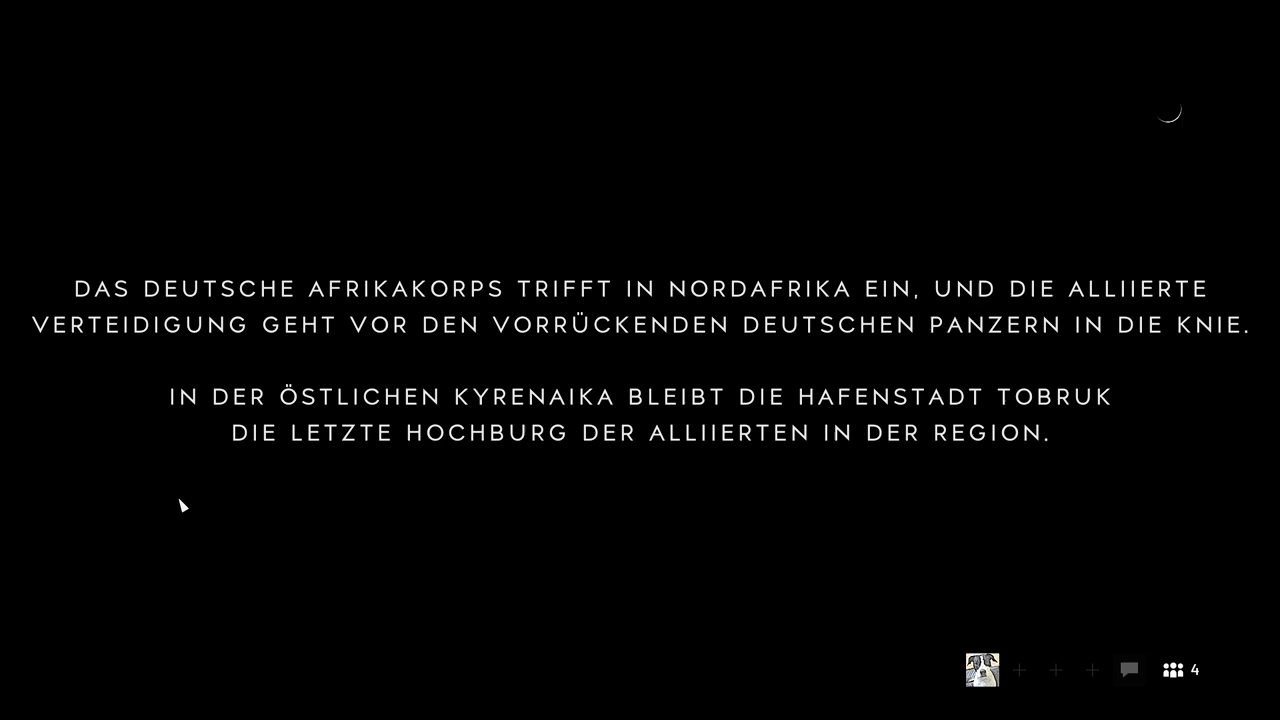 DAS DEUTSCHE AFRIKAKORPS TRIFFT IN NORDAFRIKA EIN, UND DIE ALLIIERTE
VERTEIDIGUNG GEHT VOR DEN VORRÜCKENDEN DEUTSCHEN PANZERN IN DIE KNIE.
IN DER ÖSTLICHEN KYRENAIKA BLEIBT DIE HAFENSTADT TOBRUK
DIE LETZTE HOCHBURG DER ALLIIERTEN IN DER REGION.
4